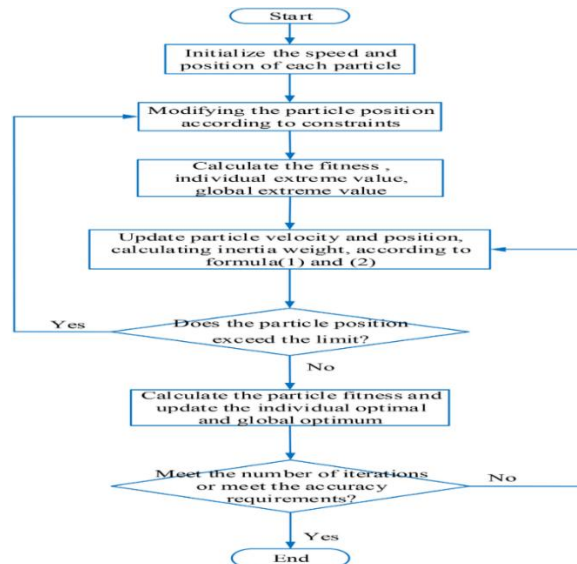 Start
Initialize the speed and
position of each particle
Modifying the particle position
according to constraints
Calculate the fitness ,
individual extreme value,
global extreme value
Update particle velocity and position,
calculating inertia weight, according to
formula(1) and (2)
Yes
Does the particle position
exceed the limit?
No
Calculate the particle fitness and
update the individual optimal
and global optimum
Meet the number of iterations
or meet the accuracy
requirements?
No
Yes
End